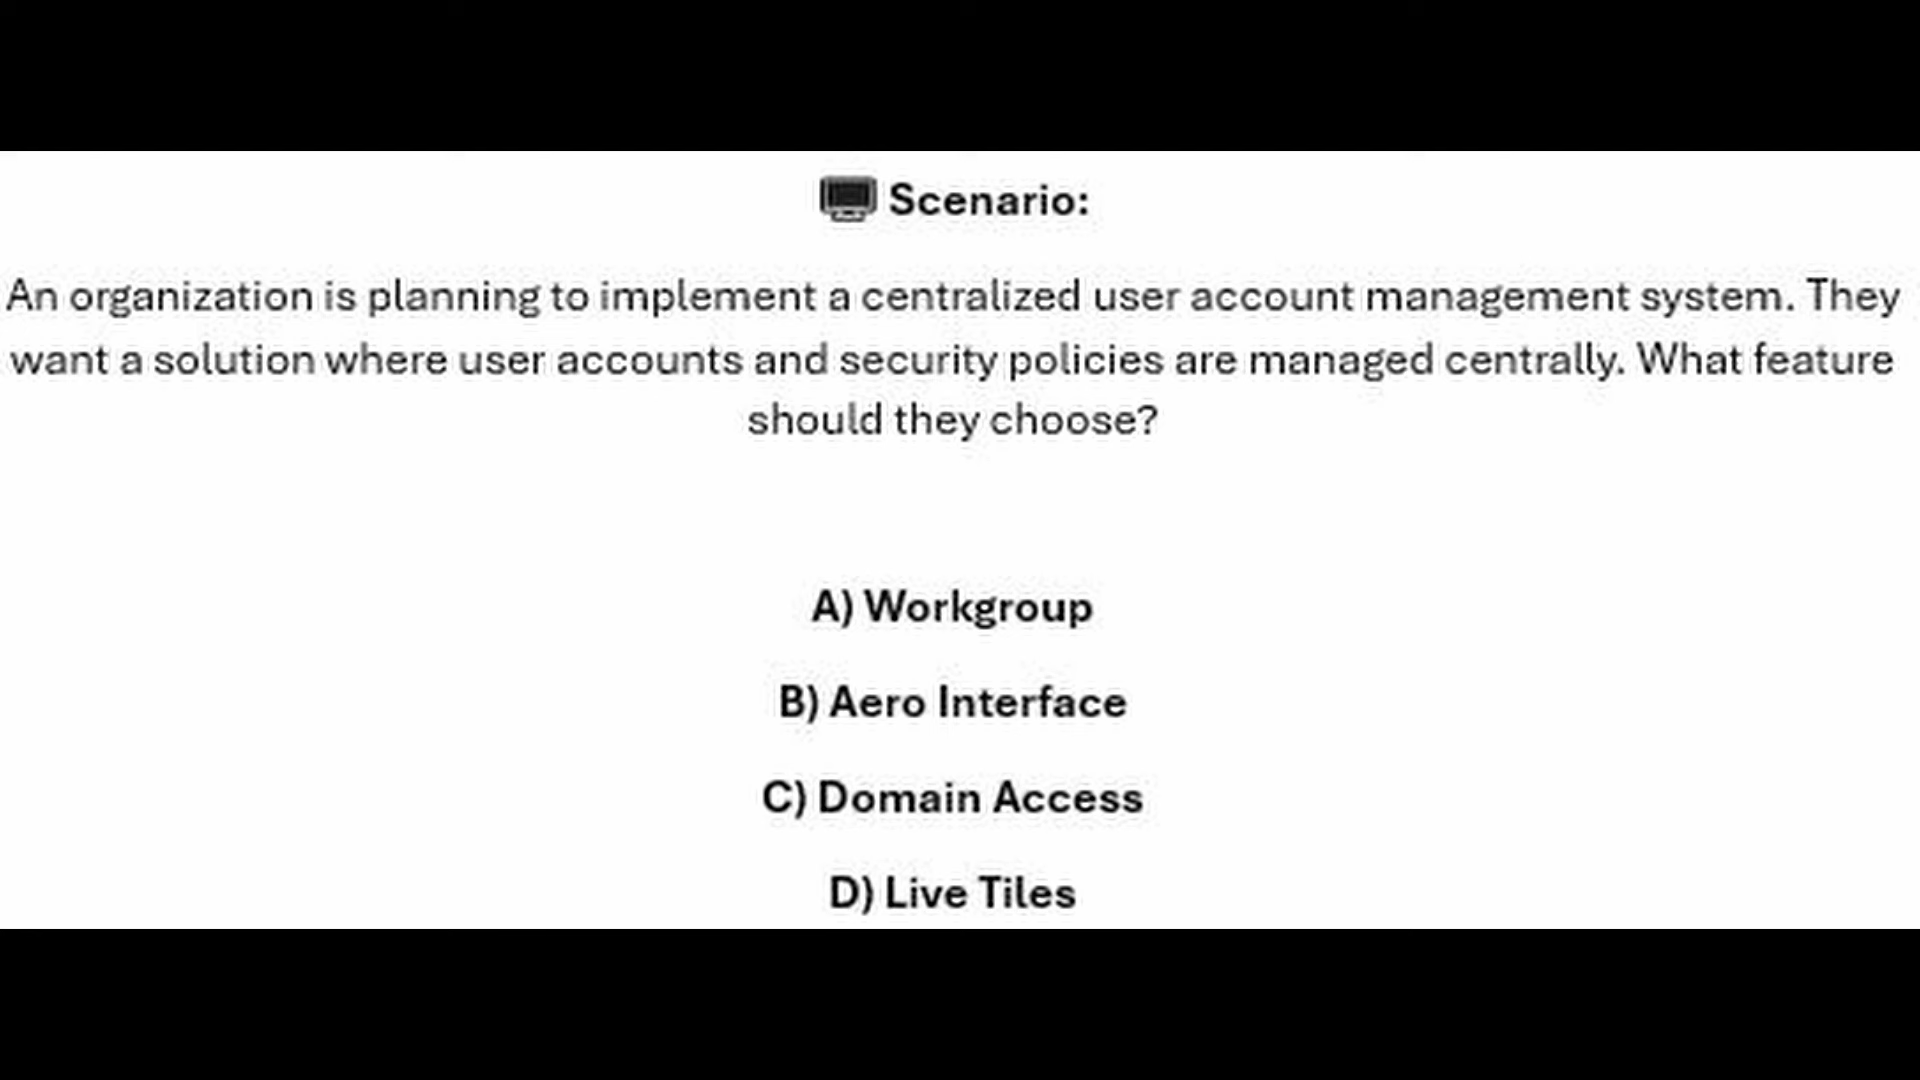 Scenario:
An organization is planning to implement a centralized user account management system. They
want a solution where user accounts and security policies are managed centrally. What feature
should they choose?
A) Workgroup
B) Aero Interface
C) Domain Access
D) Live Tiles